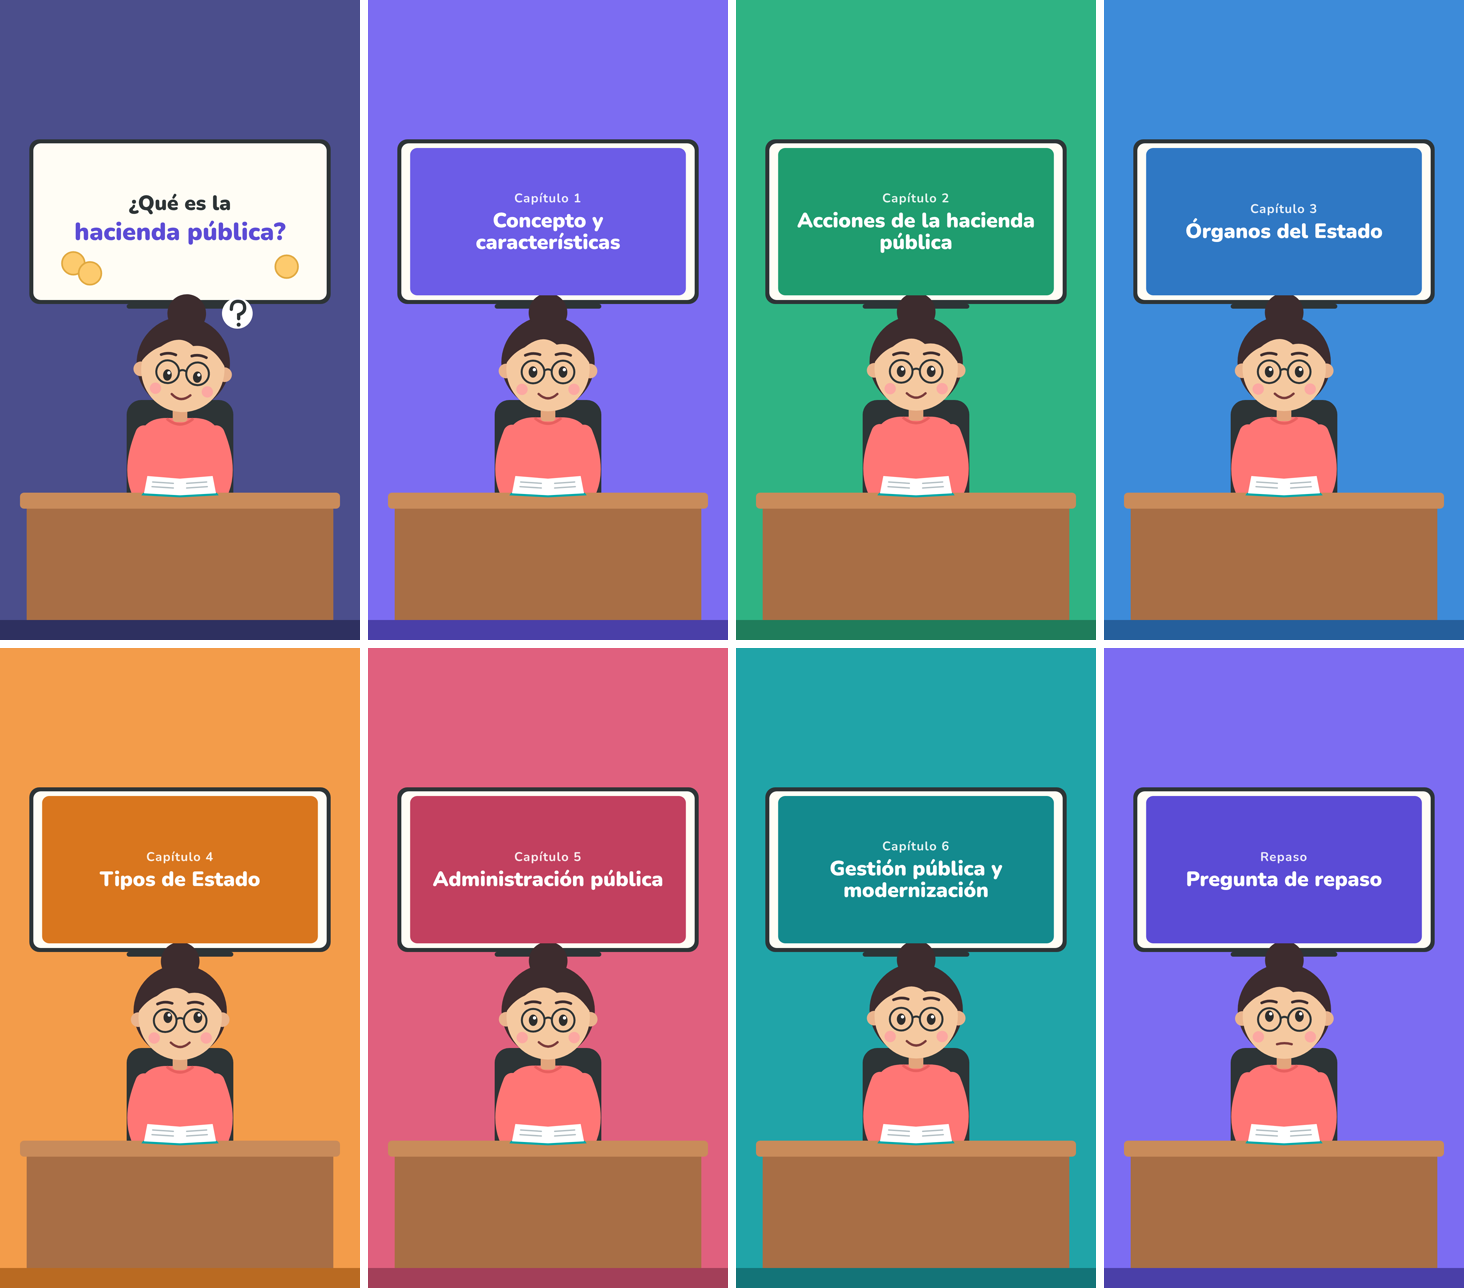 ¿Qué es la
hacienda pública?
?
Capítulo 1
Concepto y
características
Capítulo 2
Acciones de la hacienda
pública
Capítulo 3
Órganos del Estado
Capítulo 4
Tipos de Estado
Capítulo 5
Administración pública
Capítulo 6
Gestión pública y
modernización
Repaso
Pregunta de repaso